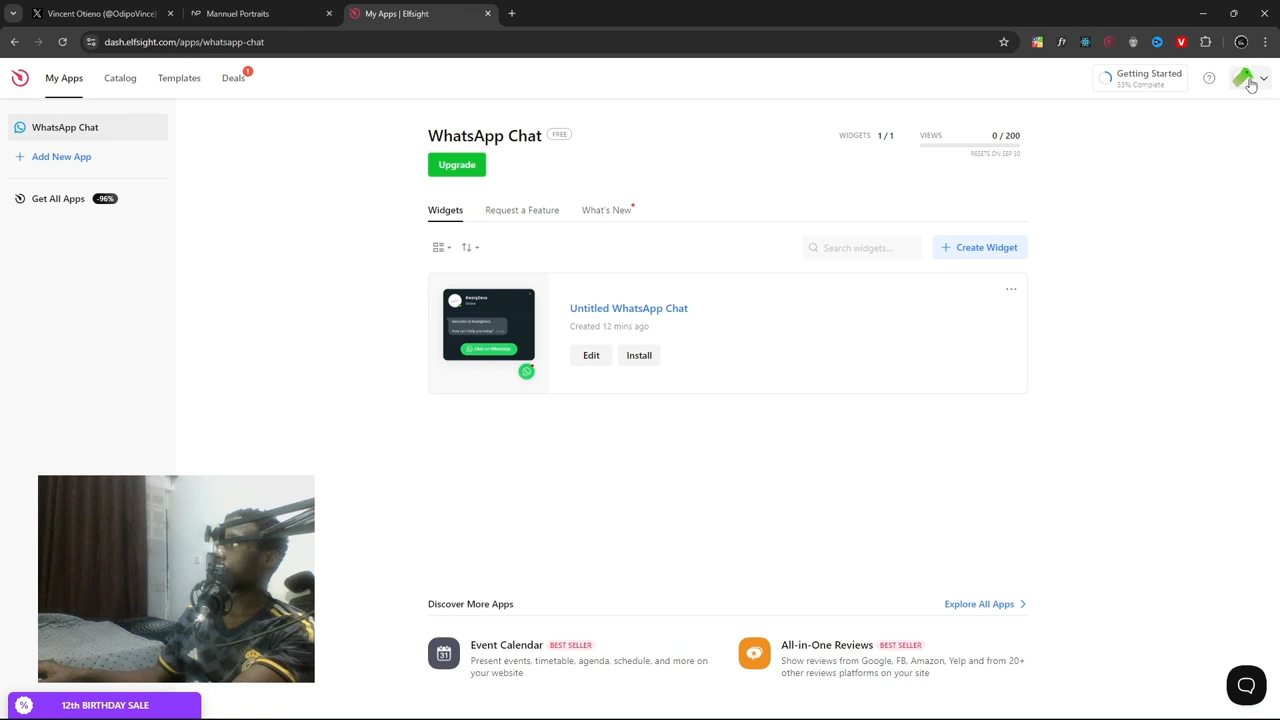 Vincent Otieno (@OdipoVince)
Mannuel Portraits
My Apps | Elfsight
dash.elfsight.com/apps/whatsapp-chat
My Apps
Catalog
Templates
Deals
1
Getting Started
33% Complete
WhatsApp Chat
Add New App
Get All Apps
-96%
WhatsApp Chat
FREE
WIDGETS 1 / 1
VIEWS 0 / 200
RESETS ON SEP 30
Upgrade
Widgets
Request a Feature
What's New
Search widgets...
Create Widget
Untitled WhatsApp Chat
Created 12 mins ago
Edit
Install
Chat on WhatsApp
Discover More Apps
Explore All Apps
31
Event Calendar BEST SELLER
Present events, timetable, agenda, schedule, and more on
your website
All-in-One Reviews BEST SELLER
Show reviews from Google, FB, Amazon, Yelp and from 20+
other reviews platforms on your site
% 12th BIRTHDAY SALE